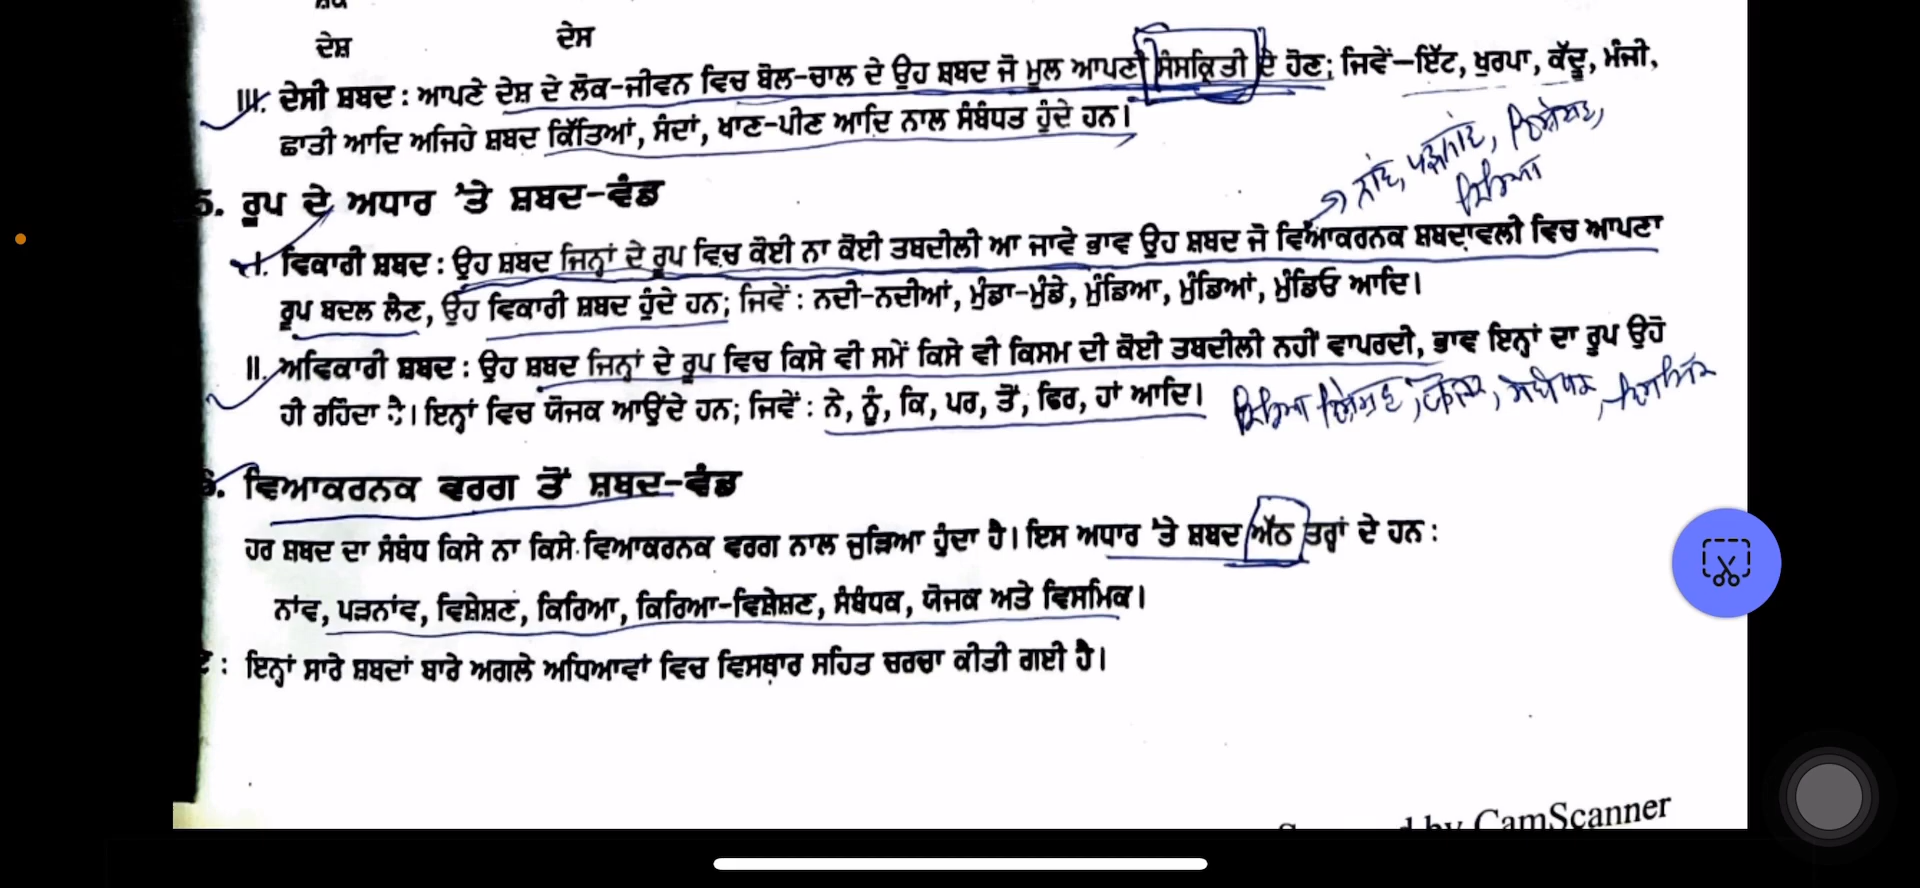 ਦੇਸ਼ ਦੇਸ
III. ਦੇਸੀ ਸ਼ਬਦ : ਆਪਣੇ ਦੇਸ਼ ਦੇ ਲੋਕ-ਜੀਵਨ ਵਿਚ ਬੋਲ-ਚਾਲ ਦੇ ਉਹ ਸ਼ਬਦ ਜੋ ਮੂਲ ਆਪਣੀ ਸੰਸਕ੍ਰਿਤੀ ਦੇ ਹੋਣ; ਜਿਵੇਂ—ਇੱਟ, ਖੁਰਪਾ, ਕੱਦੂ, ਮੰਜੀ,
ਛਾਤੀ ਆਦਿ ਅਜਿਹੇ ਸ਼ਬਦ ਕਿੱਤਿਆਂ, ਸੰਦਾਂ, ਖਾਣ-ਪੀਣ ਆਦਿ ਨਾਲ ਸੰਬੰਧਤ ਹੁੰਦੇ ਹਨ।
ਨਾਂਵ, ਪੜਨਾਂਵ, ਵਿਸ਼ੇਸ਼ਣ,
ਕਿਰਿਆ
5. ਰੂਪ ਦੇ ਅਧਾਰ 'ਤੇ ਸ਼ਬਦ-ਵੰਡ
I. ਵਿਕਾਰੀ ਸ਼ਬਦ : ਉਹ ਸ਼ਬਦ ਜਿਨ੍ਹਾਂ ਦੇ ਰੂਪ ਵਿਚ ਕੋਈ ਨਾ ਕੋਈ ਤਬਦੀਲੀ ਆ ਜਾਵੇ ਭਾਵ ਉਹ ਸ਼ਬਦ ਜੋ ਵਿਆਕਰਨਕ ਸ਼ਬਦਾਵਲੀ ਵਿਚ ਆਪਣਾ
ਰੂਪ ਬਦਲ ਲੈਣ, ਉਹ ਵਿਕਾਰੀ ਸ਼ਬਦ ਹੁੰਦੇ ਹਨ; ਜਿਵੇਂ : ਨਦੀ-ਨਦੀਆਂ, ਮੁੰਡਾ-ਮੁੰਡੇ, ਮੁੰਡਿਆ, ਮੁੰਡਿਆਂ, ਮੁੰਡਿਓ ਆਦਿ।
II. ਅਵਿਕਾਰੀ ਸ਼ਬਦ : ਉਹ ਸ਼ਬਦ ਜਿਨ੍ਹਾਂ ਦੇ ਰੂਪ ਵਿਚ ਕਿਸੇ ਵੀ ਸਮੇਂ ਕਿਸੇ ਵੀ ਕਿਸਮ ਦੀ ਕੋਈ ਤਬਦੀਲੀ ਨਹੀਂ ਵਾਪਰਦੀ, ਭਾਵ ਇਨ੍ਹਾਂ ਦਾ ਰੂਪ ਉਹੋ
ਹੀ ਰਹਿੰਦਾ ਹੈ। ਇਨ੍ਹਾਂ ਵਿਚ ਯੋਜਕ ਆਉਂਦੇ ਹਨ; ਜਿਵੇਂ : ਨੇ, ਨੂੰ, ਕਿ, ਪਰ, ਤੋਂ, ਫਿਰ, ਹਾਂ ਆਦਿ।
ਕਿਰਿਆ ਵਿਸ਼ੇਸ਼ਣ,
6. ਵਿਆਕਰਨਕ ਵਰਗ ਤੋਂ ਸ਼ਬਦ-ਵੰਡ
ਹਰ ਸ਼ਬਦ ਦਾ ਸੰਬੰਧ ਕਿਸੇ ਨਾ ਕਿਸੇ ਵਿਆਕਰਨਕ ਵਰਗ ਨਾਲ ਜੁੜਿਆ ਹੁੰਦਾ ਹੈ। ਇਸ ਅਧਾਰ 'ਤੇ ਸ਼ਬਦ ਅੱਠ ਤਰ੍ਹਾਂ ਦੇ ਹਨ :
ਨਾਂਵ, ਪੜਨਾਂਵ, ਵਿਸ਼ੇਸ਼ਣ, ਕਿਰਿਆ, ਕਿਰਿਆ-ਵਿਸ਼ੇਸ਼ਣ, ਸੰਬੰਧਕ, ਯੋਜਕ ਅਤੇ ਵਿਸਮਿਕ।
: ਇਨ੍ਹਾਂ ਸਾਰੇ ਸ਼ਬਦਾਂ ਬਾਰੇ ਅਗਲੇ ਅਧਿਆਵਾਂ ਵਿਚ ਵਿਸਥਾਰ ਸਹਿਤ ਚਰਚਾ ਕੀਤੀ ਗਈ ਹੈ।
by CamScanner